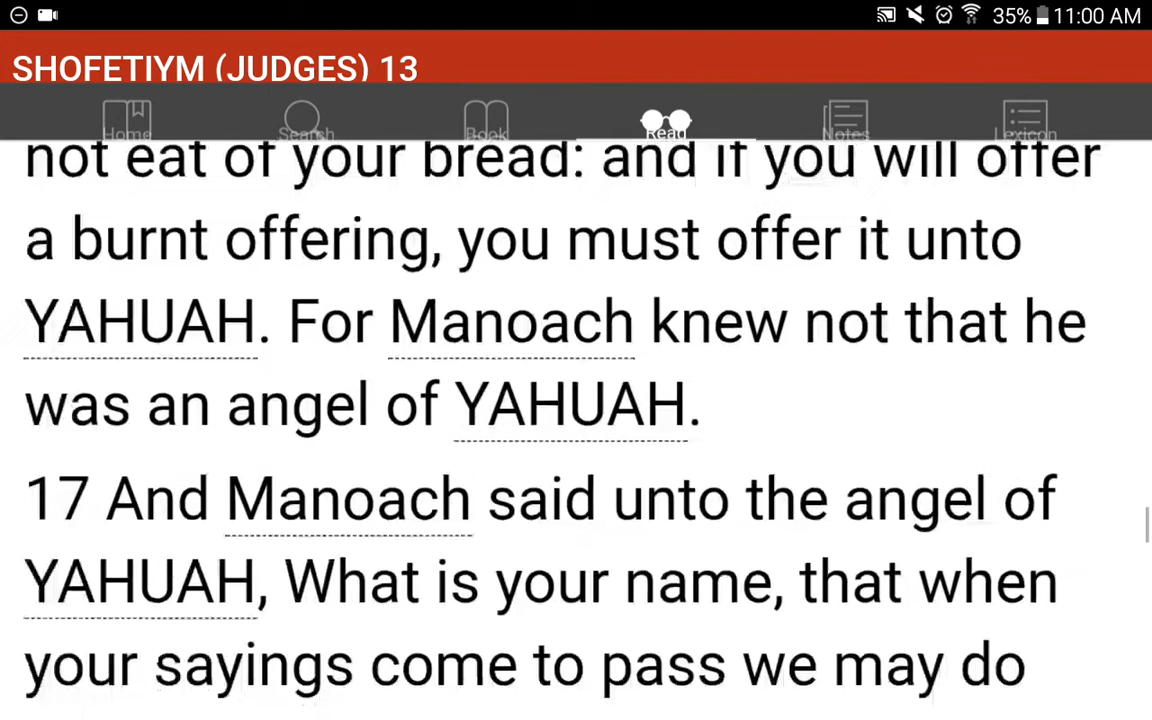 35% 11:00 AM
SHOFETIYM (JUDGES) 13
Home Search Book Read Notes Lexicon
not eat of your bread: and if you will offer
a burnt offering, you must offer it unto
YAHUAH. For Manoach knew not that he
was an angel of YAHUAH.
17 And Manoach said unto the angel of
YAHUAH, What is your name, that when
your sayings come to pass we may do